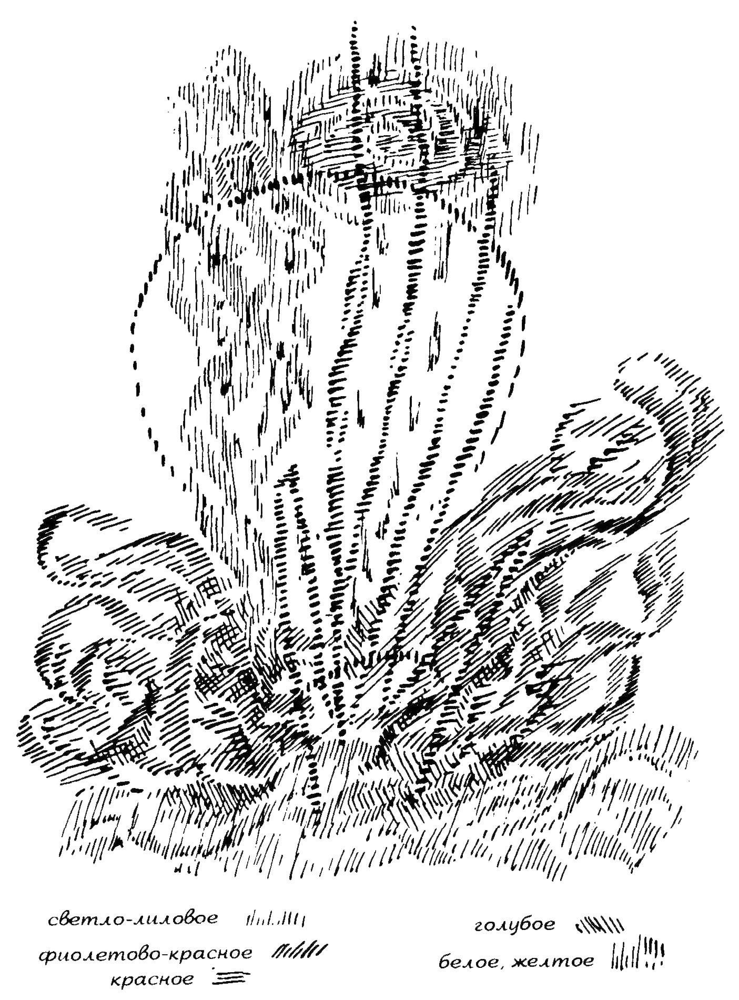 светло-лиловое
фиолетово-красное
красное
голубое
белое, желтое